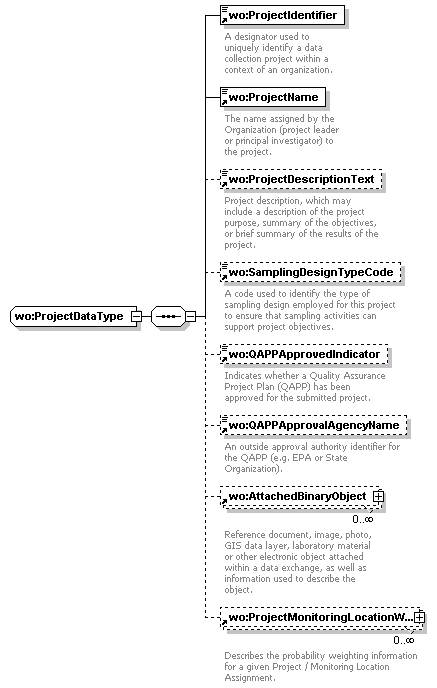 wo:ProjectIdentifier
A designator used to
uniquely identify a data
collection project within a
context of an organization.
wo:ProjectName
The name assigned by the
Organization (project leader
or principal investigator) to
the project.
wo:ProjectDescriptionText
Project description, which may
include a description of the project
purpose, summary of the objectives,
or brief summary of the results of the
project.
wo:SamplingDesignTypeCode
A code used to identify the type of
sampling design employed for this project
to ensure that sampling activities can
support project objectives.
wo:ProjectDataType
wo:QAPPApprovedIndicator
Indicates whether a Quality Assurance
Project Plan (QAPP) has been
approved for the submitted project.
wo:QAPPApprovalAgencyName
An outside approval authority identifier for
the QAPP (e.g. EPA or State
Organization).
wo:AttachedBinaryObject
0..∞
Reference document, image, photo,
GIS data layer, laboratory material
or other electronic object attached
within a data exchange, as well as
information used to describe the
object.
wo:ProjectMonitoringLocationW...
0..∞
Describes the probability weighting information
for a given Project / Monitoring Location
Assignment.